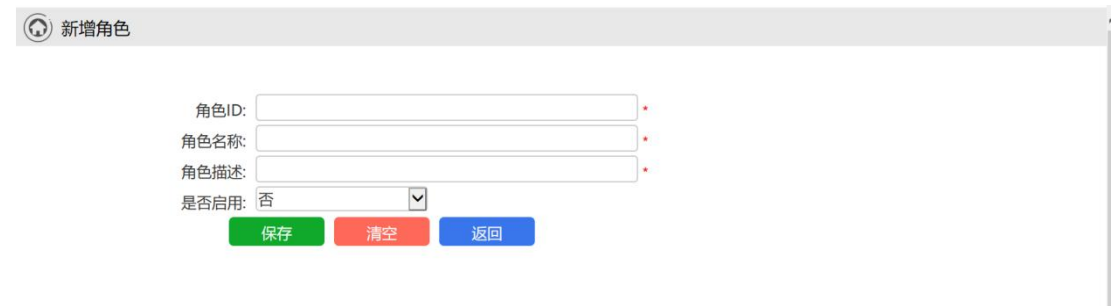 新增角色
角色ID: *
角色名称: *
角色描述: *
是否启用: 否
保存 清空 返回